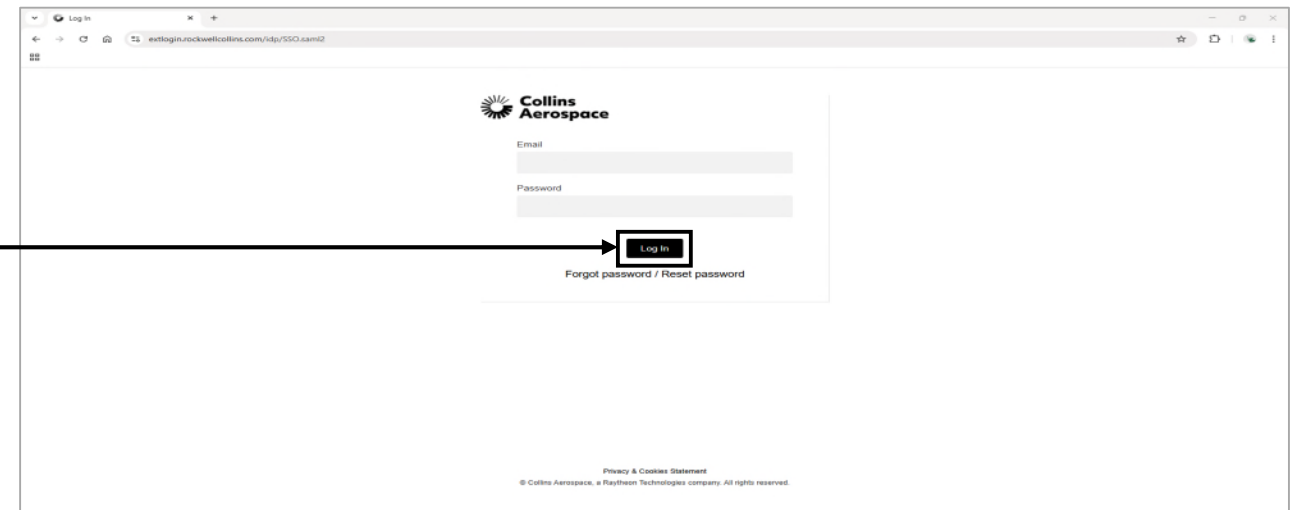 Log In
extlogin.rockwellcollins.com/idp/SSO.saml2
Collins
Aerospace
Email
Password
Log In
Forgot password / Reset password
Privacy & Cookies Statement
© Collins Aerospace, a Raytheon Technologies company. All rights reserved.